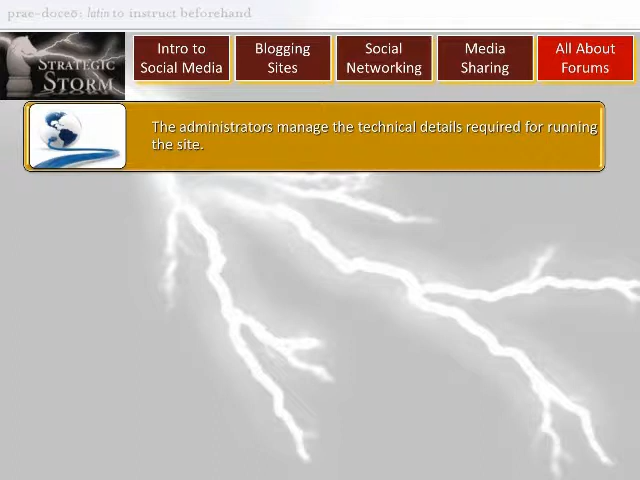 prae-doceō: latin to instruct beforehand
STRATEGIC
STORM
Intro to
Social Media
Blogging
Sites
Social
Networking
Media
Sharing
All About
Forums
The administrators manage the technical details required for running
the site.